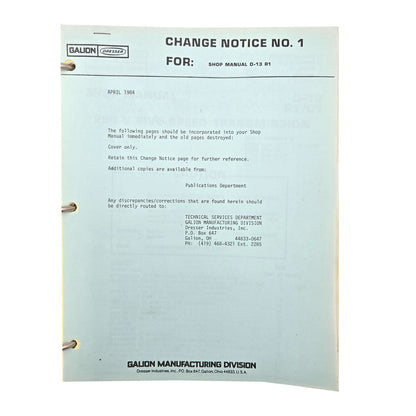 GALION DRESSER
CHANGE NOTICE NO. 1
FOR: SHOP MANUAL D-13 R1
APRIL 1984
The following pages should be incorporated into your Shop
Manual immediately and the old pages destroyed:
Cover only.
Retain this Change Notice page for further reference.
Additional copies are available from:
Publications Department
Any discrepancies/corrections that are found herein should
be directly routed to:
TECHNICAL SERVICES DEPARTMENT
GALION MANUFACTURING DIVISION
Dresser Industries, Inc.
P.O. Box 647
Galion, OH 44833-0647
PH: (419) 468-4321 Ext. 2285
GALION MANUFACTURING DIVISION
Dresser Industries, Inc. P.O. Box 647, Galion, Ohio 44833, U.S.A.